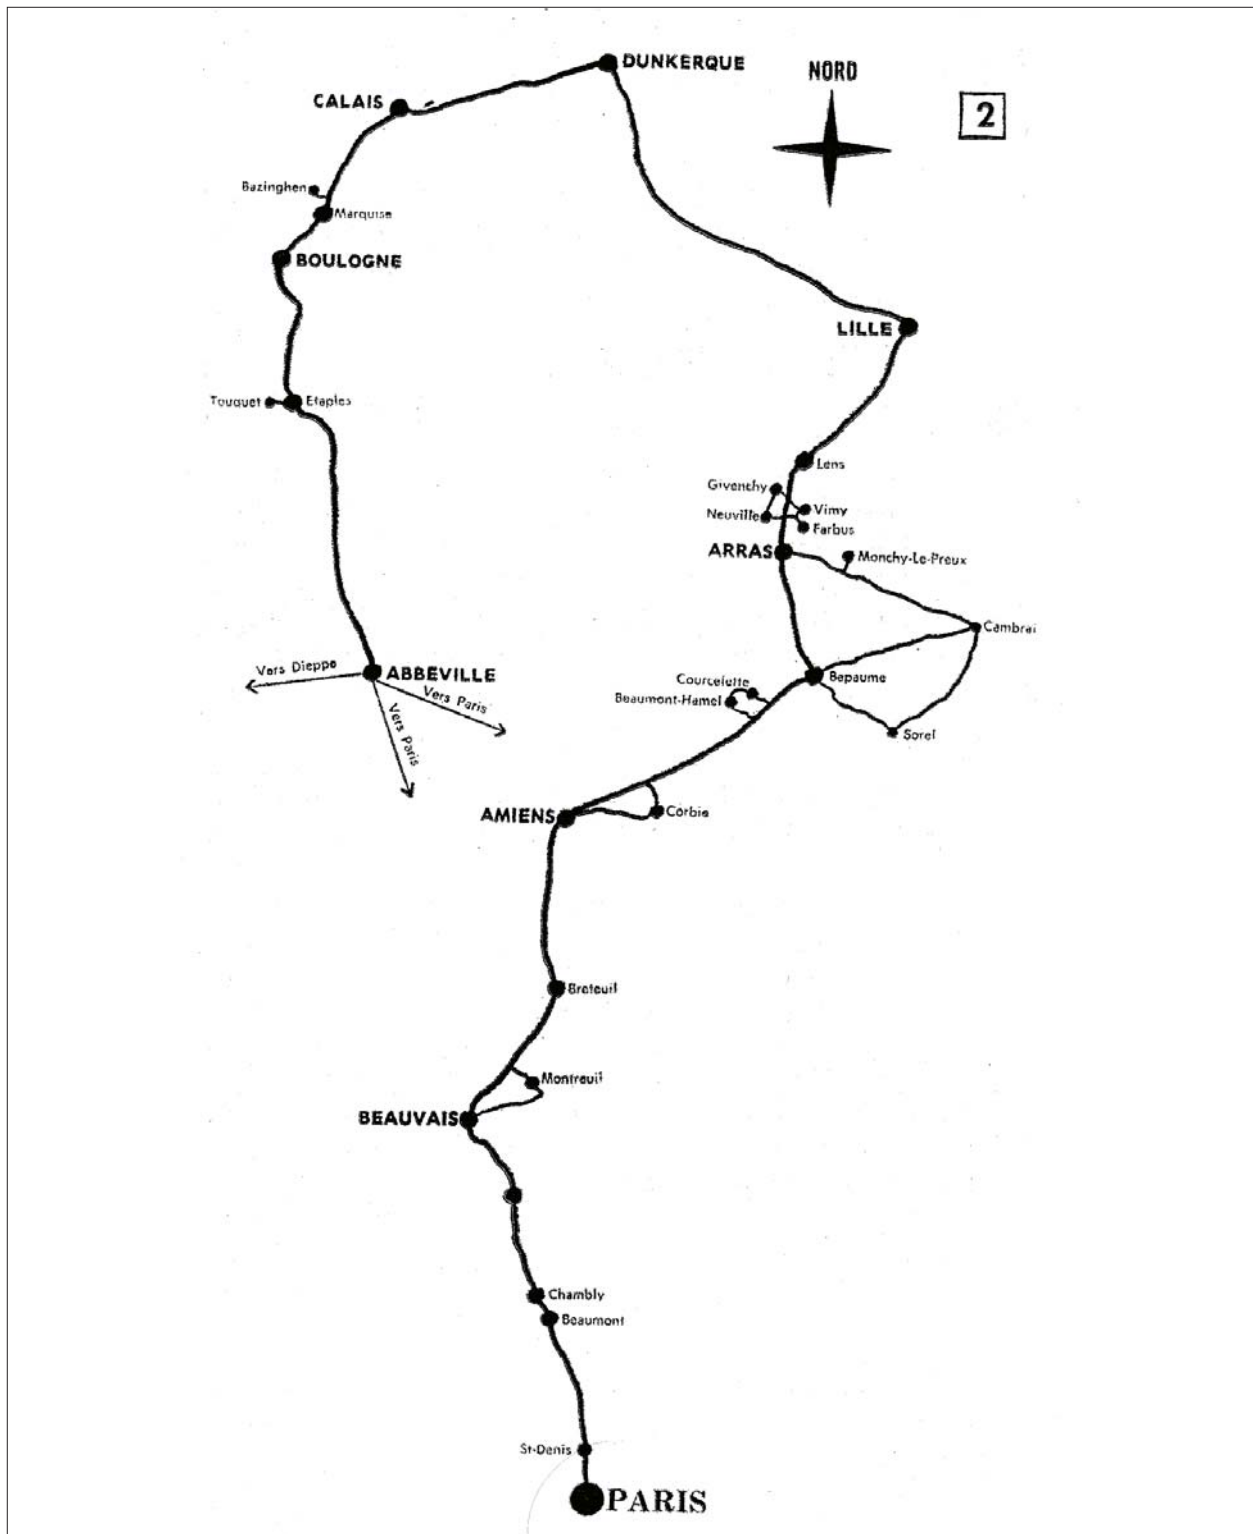 DUNKERQUE
NORD
2
CALAIS
Bazinghen
Marquise
BOULOGNE
LILLE
Touquet
Etaples
Lens
Givenchy
Vimy
Neuville
Farbus
ARRAS
Monchy-Le-Preux
Cambrai
Vers Dieppe
ABBEVILLE
Vers Paris
Vers Paris
Courcelette
Bapaume
Beaumont-Hamel
Sorel
AMIENS
Corbie
Breteuil
Montreuil
BEAUVAIS
Chambly
Beaumont
St-Denis
PARIS